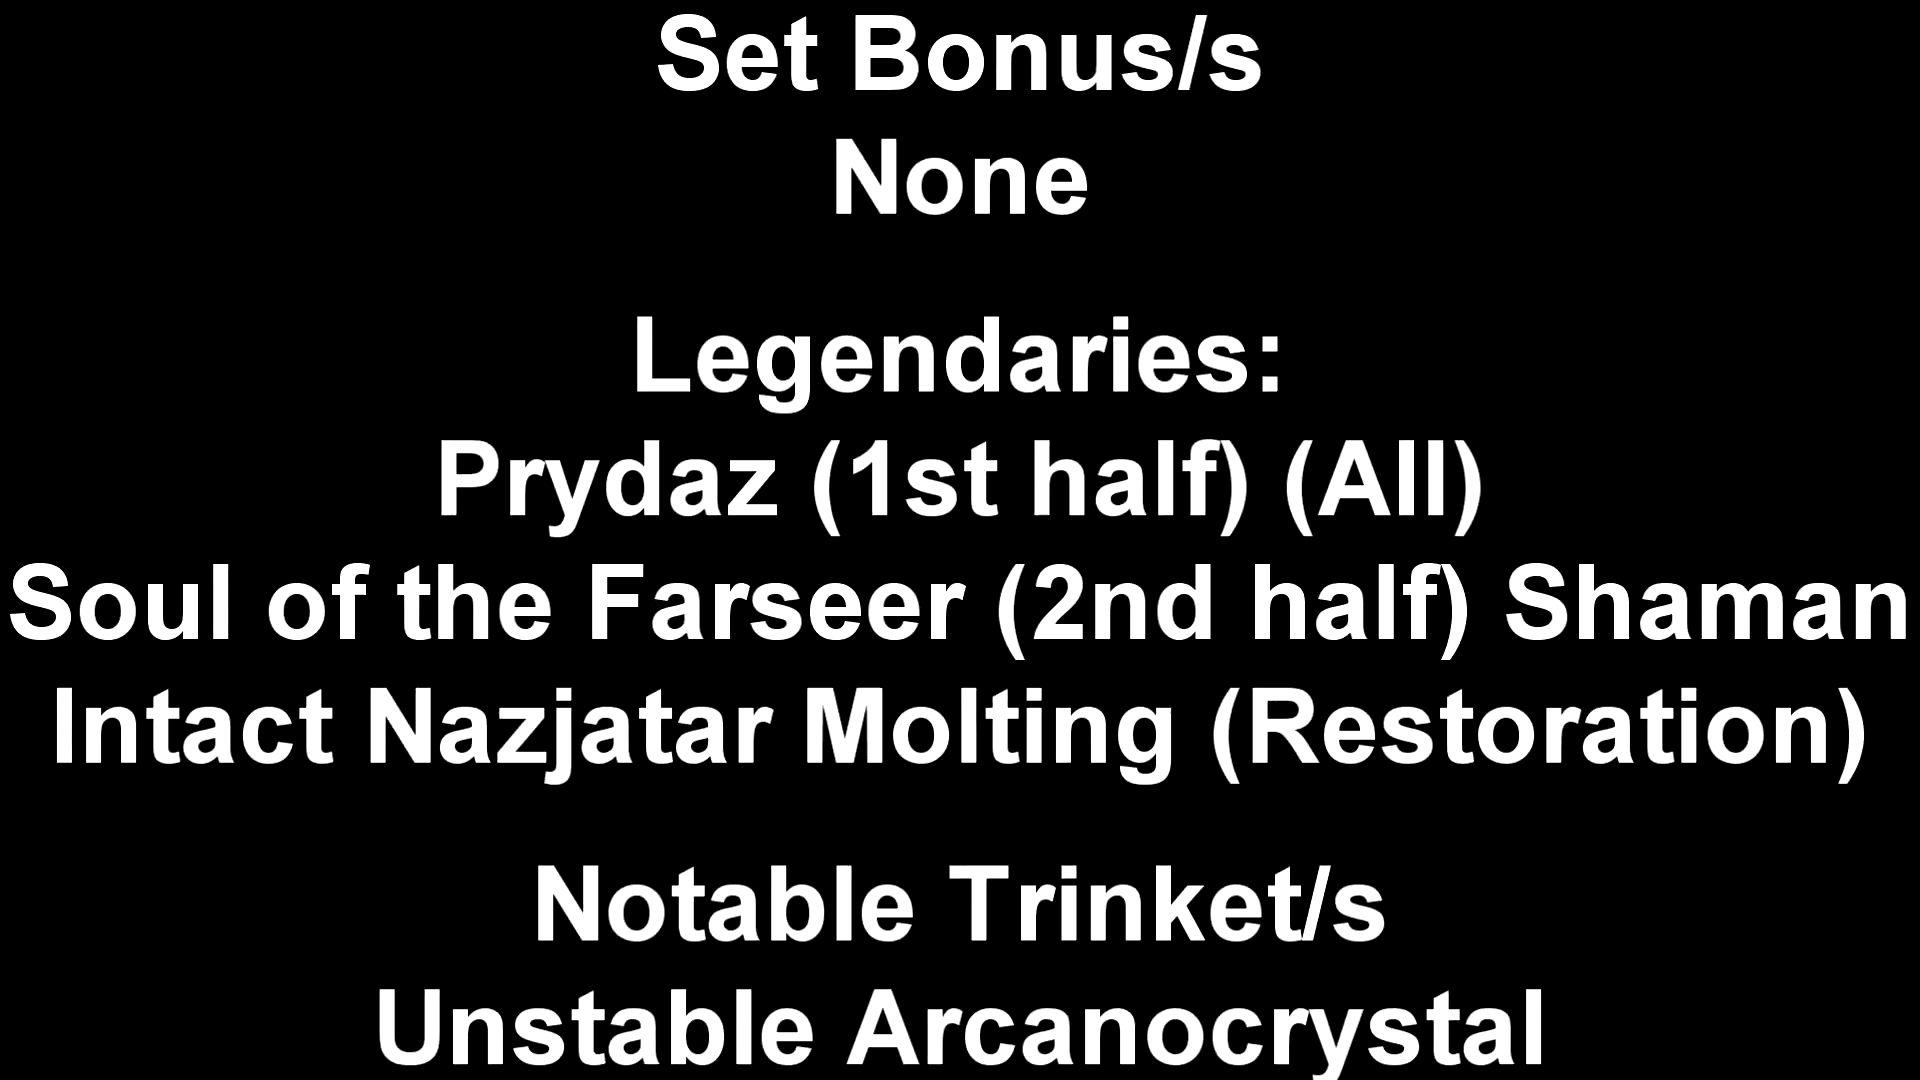 Set Bonus/s
None
Legendaries:
Prydaz (1st half) (All)
Soul of the Farseer (2nd half) Shaman
Intact Nazjatar Molting (Restoration)
Notable Trinket/s
Unstable Arcanocrystal